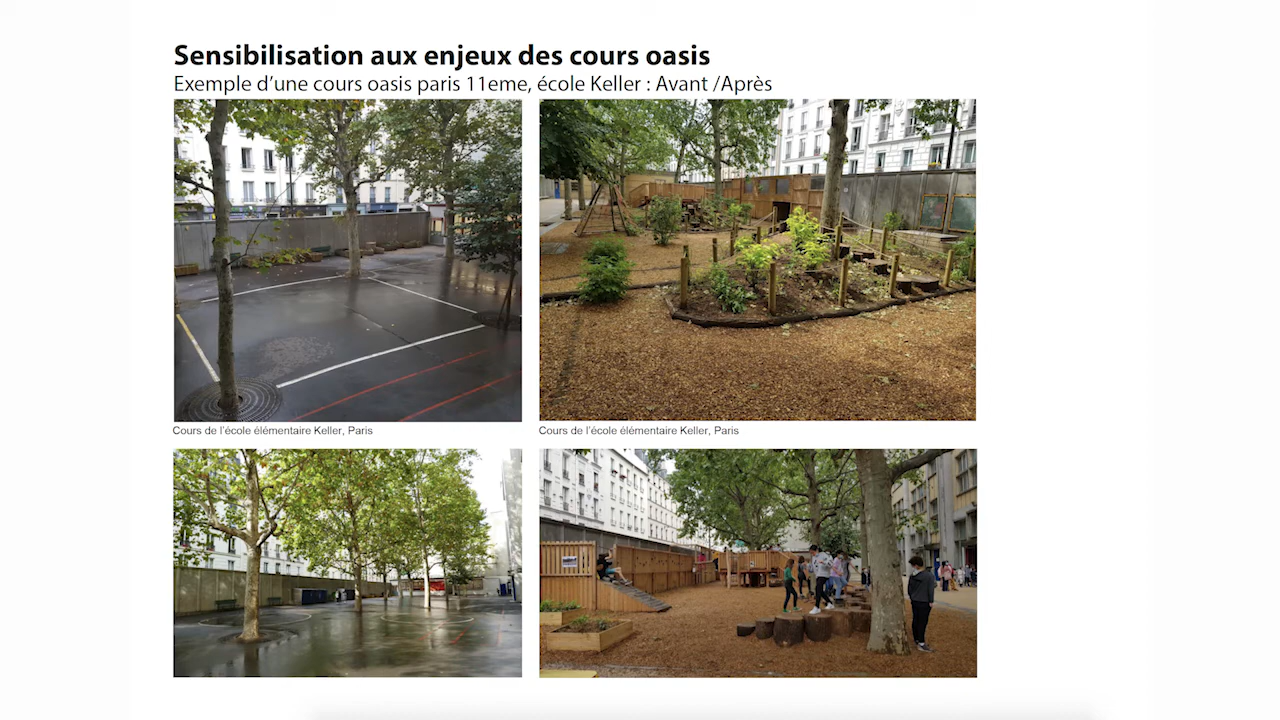 Sensibilisation aux enjeux des cours oasis
Exemple d’une cours oasis paris 11eme, école Keller : Avant /Après
Cours de l’école élémentaire Keller, Paris
Cours de l’école élémentaire Keller, Paris